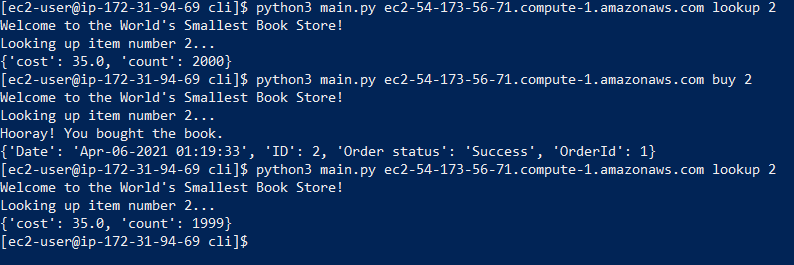 [ec2-user@ip-172-31-94-69 cli]$ python3 main.py ec2-54-173-56-71.compute-1.amazonaws.com lookup 2
Welcome to the World's Smallest Book Store!
Looking up item number 2...
{'cost': 35.0, 'count': 2000}
[ec2-user@ip-172-31-94-69 cli]$ python3 main.py ec2-54-173-56-71.compute-1.amazonaws.com buy 2
Welcome to the World's Smallest Book Store!
Looking up item number 2...
Hooray! You bought the book.
{'Date': 'Apr-06-2021 01:19:33', 'ID': 2, 'Order status': 'Success', 'OrderId': 1}
[ec2-user@ip-172-31-94-69 cli]$ python3 main.py ec2-54-173-56-71.compute-1.amazonaws.com lookup 2
Welcome to the World's Smallest Book Store!
Looking up item number 2...
{'cost': 35.0, 'count': 1999}
[ec2-user@ip-172-31-94-69 cli]$